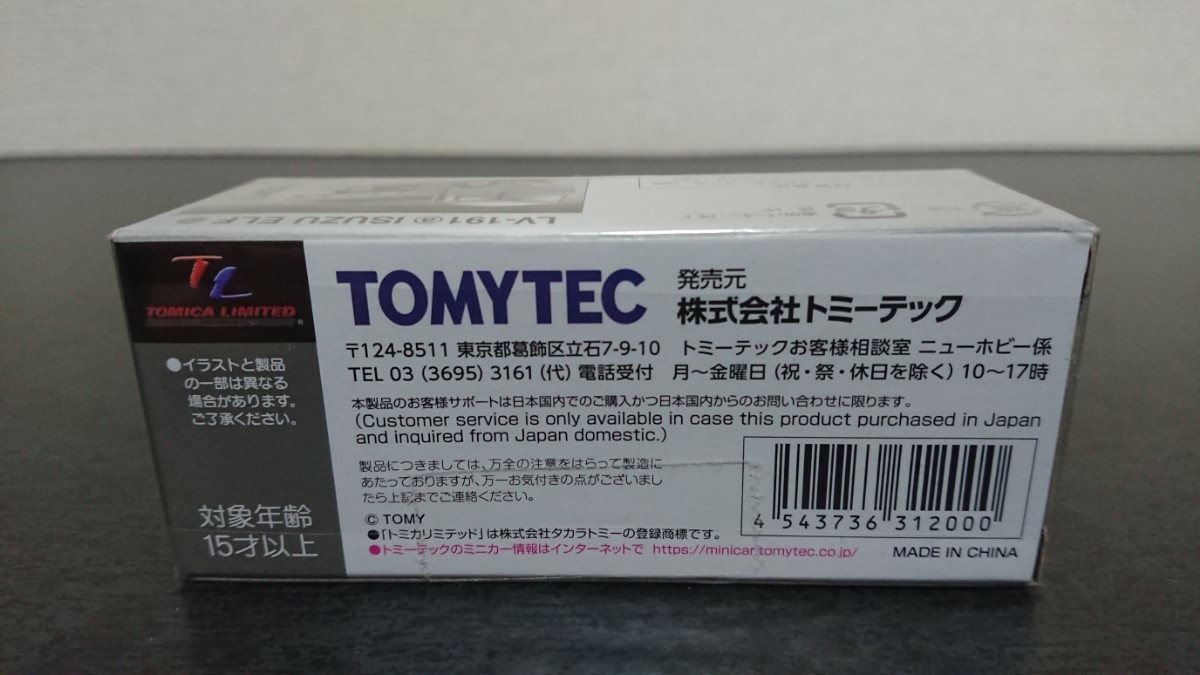 LV-191ⓐ ISUZU ELF
TL
TOMICA LIMITED
®
●イラストと製品
の一部は異なる
場合があります。
ご了承ください。
対象年齢
15才以上
TOMYTEC
発売元
株式会社トミーテック
〒124-8511 東京都葛飾区立石7-9-10 トミーテックお客様相談室 ニューホビー係
TEL 03 (3695) 3161 (代) 電話受付 月～金曜日 (祝・祭・休日を除く) 10～17時
本製品のお客様サポートは日本国内でのご購入かつ日本国内からのお問い合わせに限ります。
(Customer service is only available in case this product purchased in Japan
and inquired from Japan domestic.)
製品につきましては、万全の注意をはらって製造に
あたっておりますが、万一お気付きの点がございまし
たら上記までご連絡ください。
© TOMY
●「トミカリミテッド」は株式会社タカラトミーの登録商標です。
●トミーテックのミニカー情報はインターネットで https://minicar.tomytec.co.jp/
4 543736 312000
MADE IN CHINA